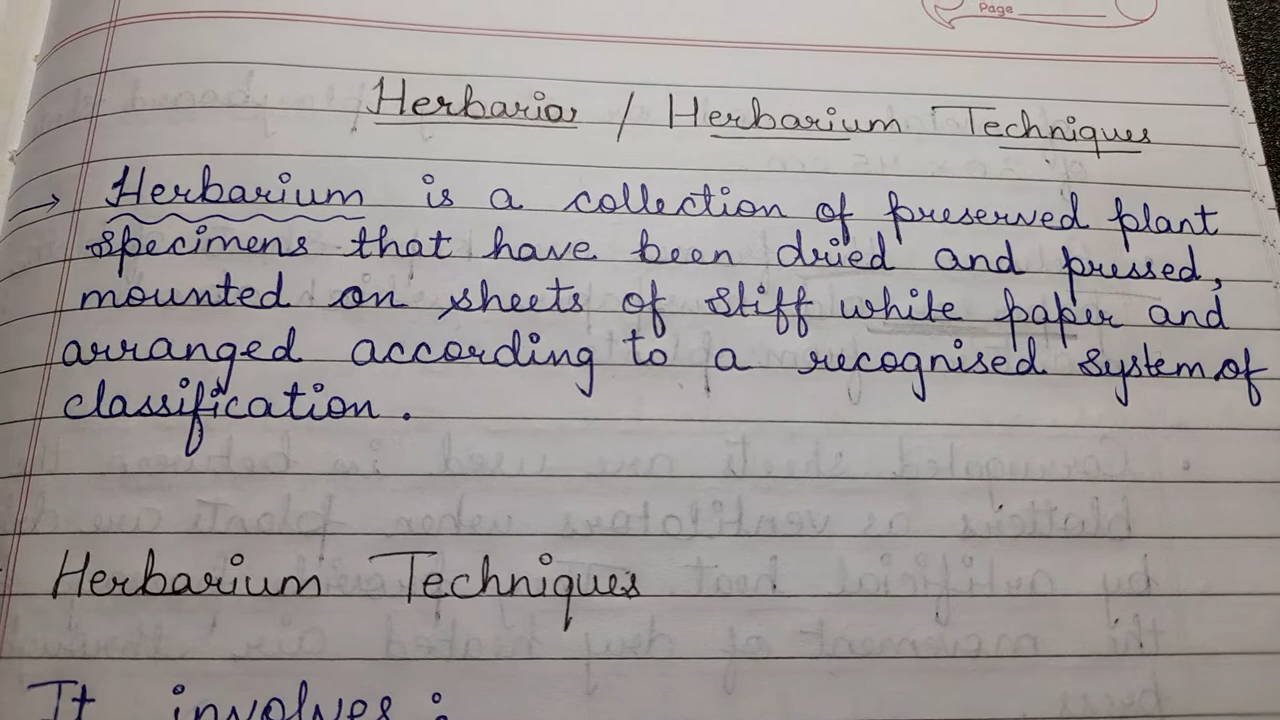 Page
Herbaria / Herbarium Techniques
→ Herbarium is a collection of preserved plant
specimens that have been dried and pressed,
mounted on sheets of stiff white paper and
arranged according to a recognised system of
classification.
Herbarium Techniques
It involves :